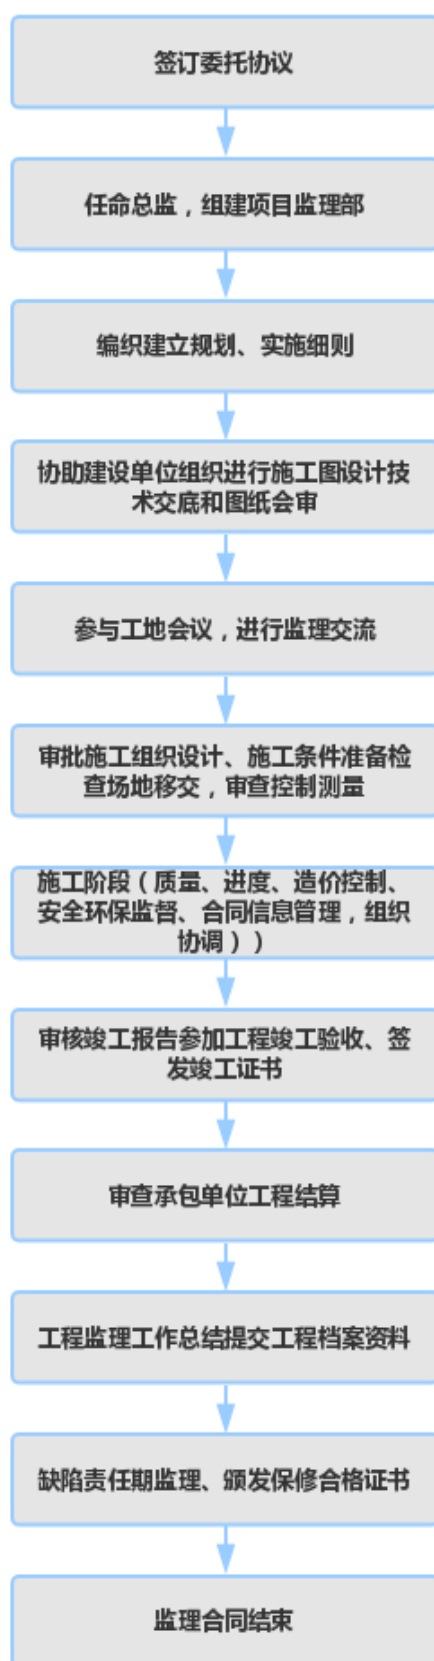 签订委托协议
任命总监，组建项目监理部
编织建立规划、实施细则
协助建设单位组织进行施工图设计技
术交底和图纸会审
参与工地会议，进行监理交流
审批施工组织设计、施工条件准备检
查场地移交，审查控制测量
施工阶段（质量、进度、造价控制、
安全环保监督、合同信息管理，组织
协调））
审核竣工报告参加工程竣工验收、签
发竣工证书
审查承包单位工程结算
工程监理工作总结提交工程档案资料
缺陷责任期监理、颁发保修合格证书
监理合同结束